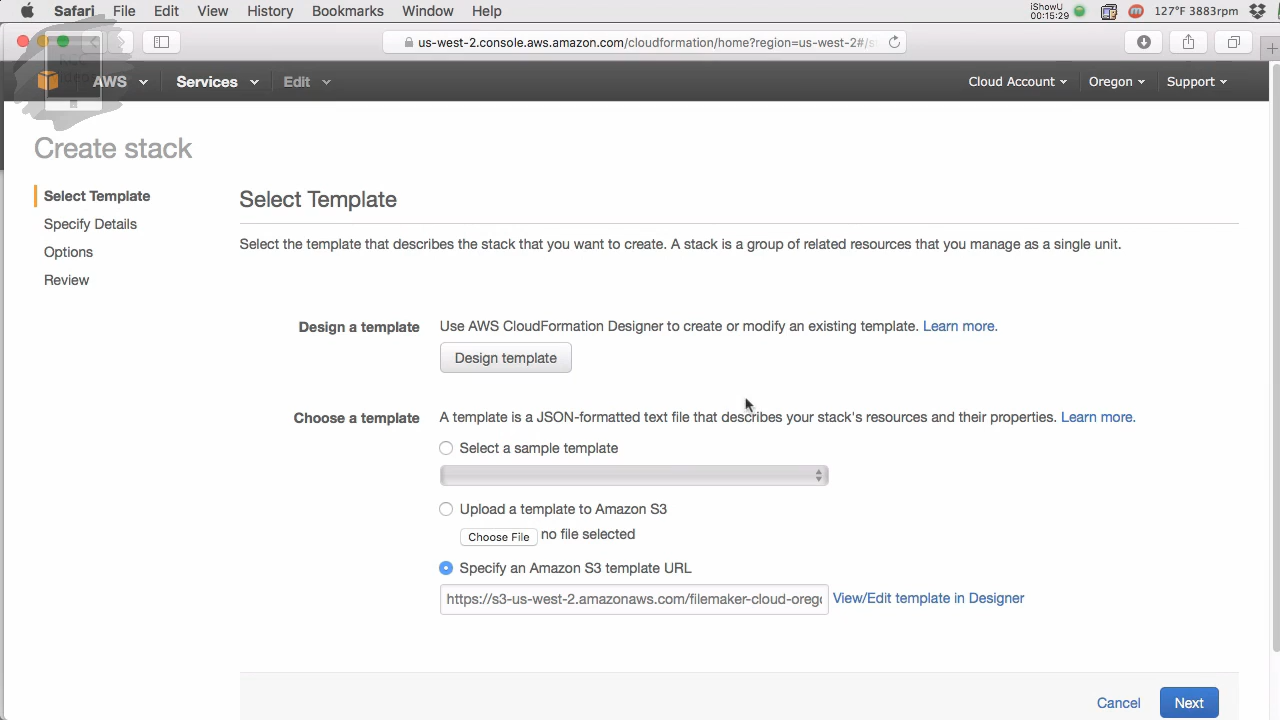 Safari File Edit View History Bookmarks Window Help iShowU 00:15:29 127°F 3883rpm
us-west-2.console.aws.amazon.com/cloudformation/home?region=us-west-2#/s
AWS Services Edit Cloud Account Oregon Support
Create stack
Select Template
Specify Details
Options
Review
Select Template
Select the template that describes the stack that you want to create. A stack is a group of related resources that you manage as a single unit.
Design a template Use AWS CloudFormation Designer to create or modify an existing template. Learn more.
Design template
Choose a template A template is a JSON-formatted text file that describes your stack's resources and their properties. Learn more.
Select a sample template
Upload a template to Amazon S3
Choose File no file selected
Specify an Amazon S3 template URL
https://s3-us-west-2.amazonaws.com/filemaker-cloud-orego View/Edit template in Designer
Cancel Next